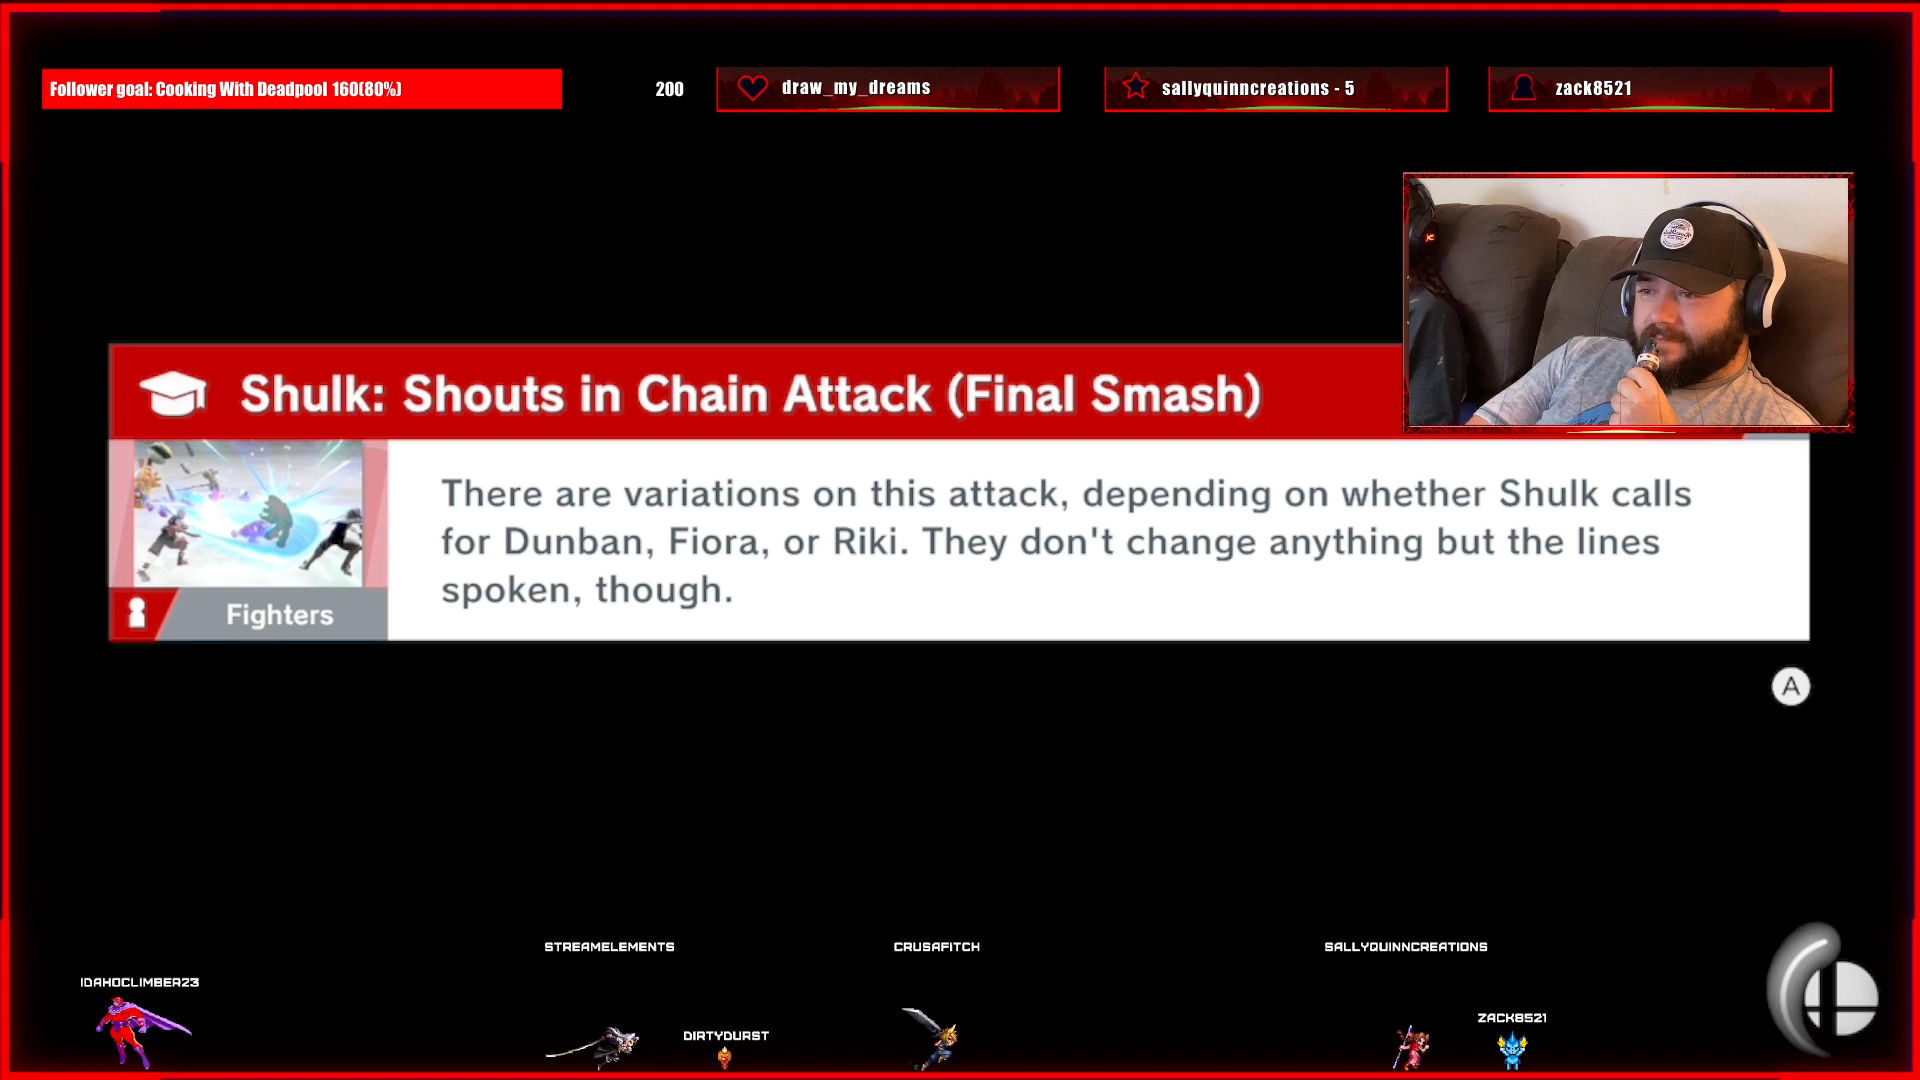 Follower goal: Cooking With Deadpool 160(80%)
200
draw_my_dreams
sallyquinncreations - 5
zack8521
Shulk: Shouts in Chain Attack (Final Smash)
There are variations on this attack, depending on whether Shulk calls
for Dunban, Fiora, or Riki. They don't change anything but the lines
spoken, though.
Fighters
A
STREAMELEMENTS
CRUSAFITCH
SALLYQUINNCREATIONS
IDAHOCLIMBER23
ZACK8521
DIRTYDURST